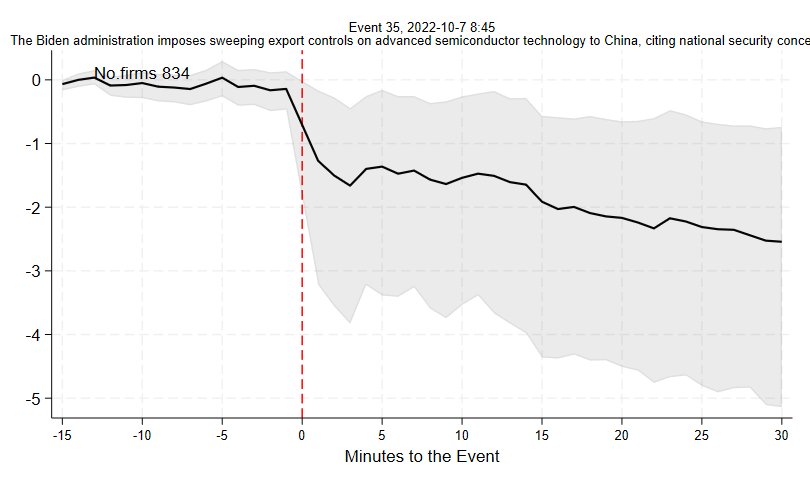 Event 35, 2022-10-7 8:45
The Biden administration imposes sweeping export controls on advanced semiconductor technology to China, citing national security conce
No.firms 834
0
-1
-2
-3
-4
-5
-15 -10 -5 0 5 10 15 20 25 30
Minutes to the Event